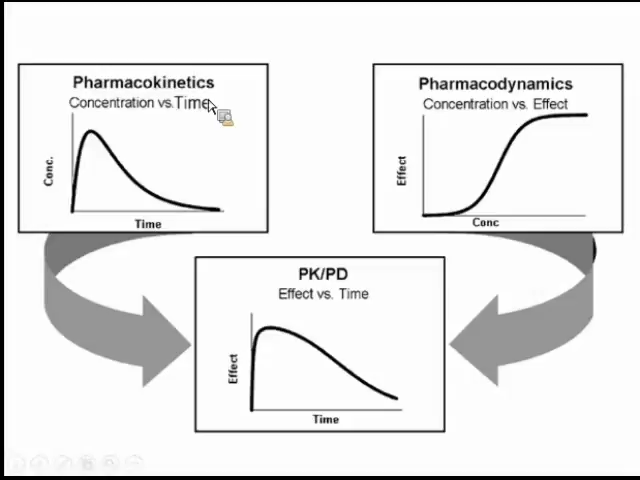 Pharmacokinetics
Concentration vs.Time
Conc.
Time
Pharmacodynamics
Concentration vs. Effect
Effect
Conc
PK/PD
Effect vs. Time
Effect
Time